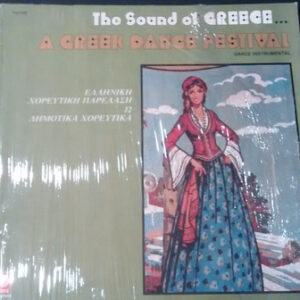 The Sound of GREECE...
A GREEK DANCE FESTIVAL
DANCE INSTRUMENTAL
ΕΛΛΗΝΙΚΗ
ΧΟΡΕΥΤΙΚΗ ΠΑΡΕΛΑΣΗ
12
ΔΗΜΟΤΙΚΑ ΧΟΡΕΥΤΙΚΑ